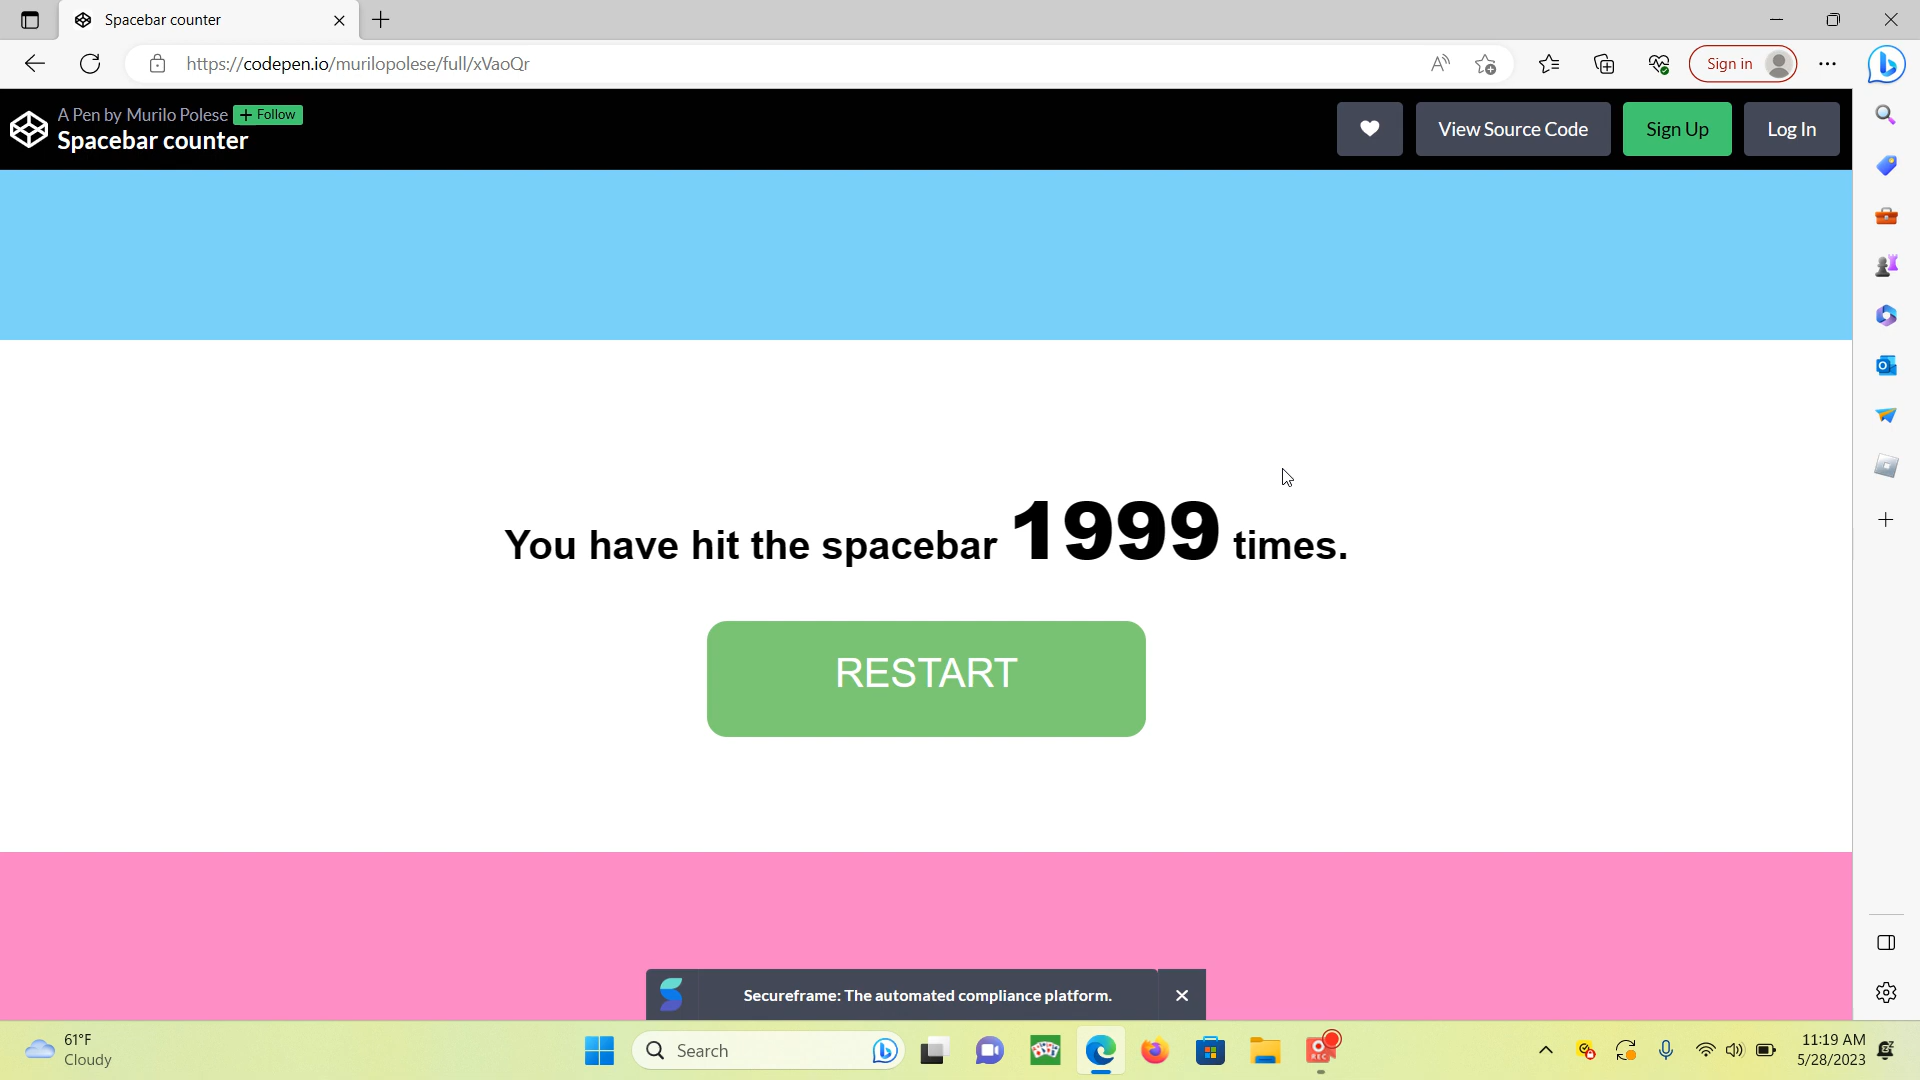 Spacebar counter
https://codepen.io/murilopolese/full/xVaoQr
Sign in
A Pen by Murilo Polese + Follow
Spacebar counter
View Source Code
Sign Up
Log In
You have hit the spacebar 1999 times.
RESTART
Secureframe: The automated compliance platform.
61°F
Cloudy
Search
REC
11:19 AM
5/28/2023